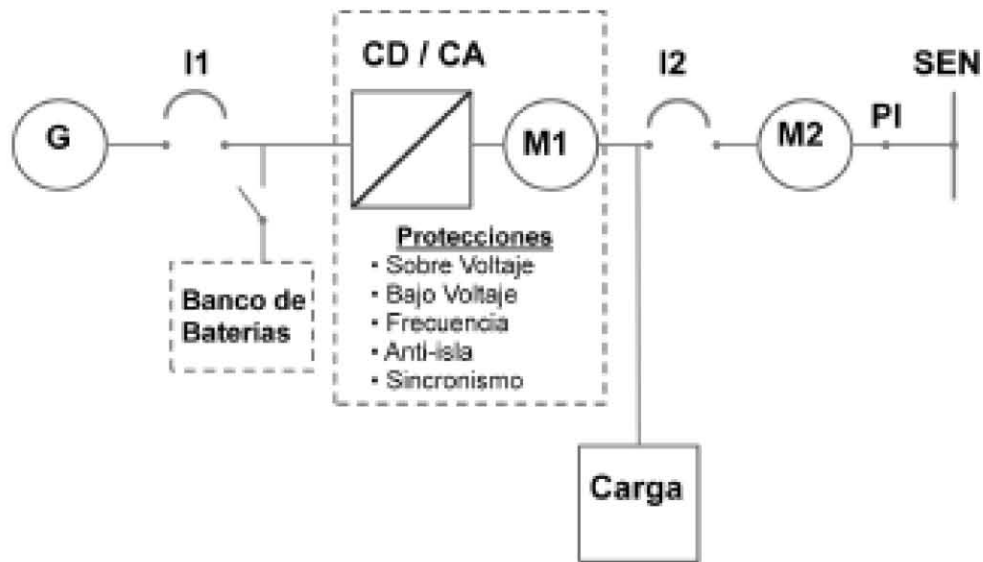 I1
CD / CA
I2
SEN
G
M1
M2
PI
Protecciones
• Sobre Voltaje
• Bajo Voltaje
• Frecuencia
• Anti-isla
• Sincronismo
Banco de
Baterías
Carga